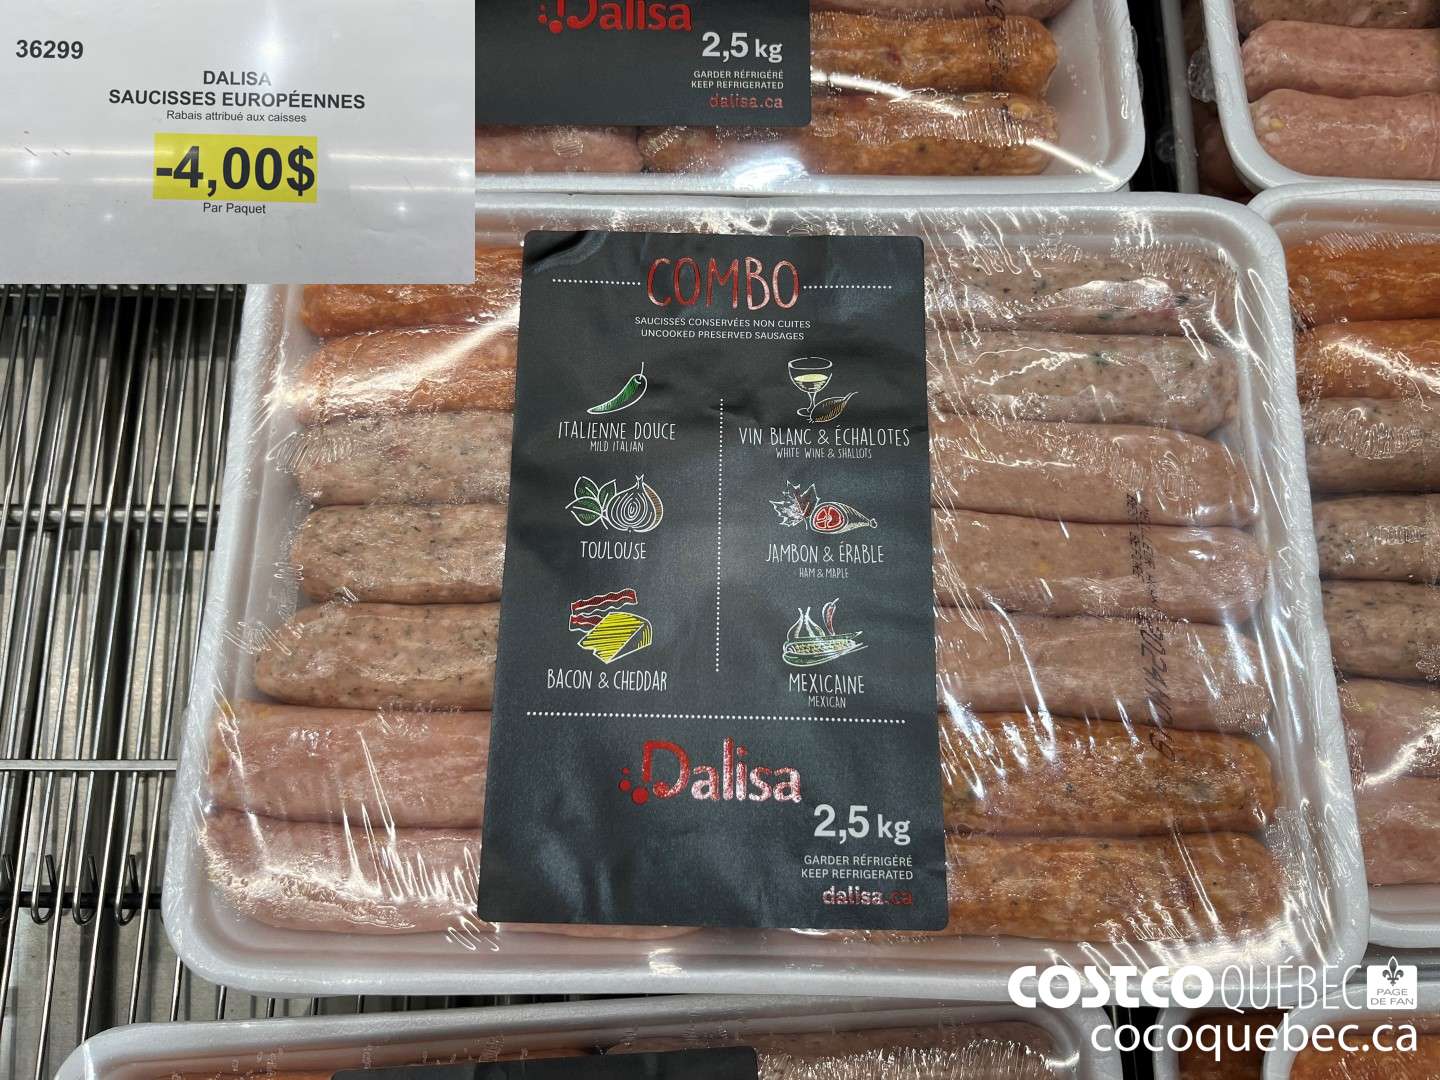 36299
DALISA
SAUCISSES EUROPÉENNES
Rabais attribué aux caisses
-4,00$
Par Paquet
Dalisa
2,5 kg
GARDER RÉFRIGÉRÉ
KEEP REFRIGERATED
dalisa.ca
COMBO
SAUCISSES CONSERVÉES NON CUITES
UNCOOKED PRESERVED SAUSAGES
ITALIENNE DOUCE
MILD ITALIAN
VIN BLANC & ÉCHALOTES
WHITE WINE & SHALLOTS
TOULOUSE
JAMBON & ÉRABLE
HAM & MAPLE
BACON & CHEDDAR
MEXICAINE
MEXICAN
Dalisa
2,5 kg
GARDER RÉFRIGÉRÉ
KEEP REFRIGERATED
dalisa.ca
COSTCO QUÉBEC PAGE
DE FAN
cocoquebec.ca